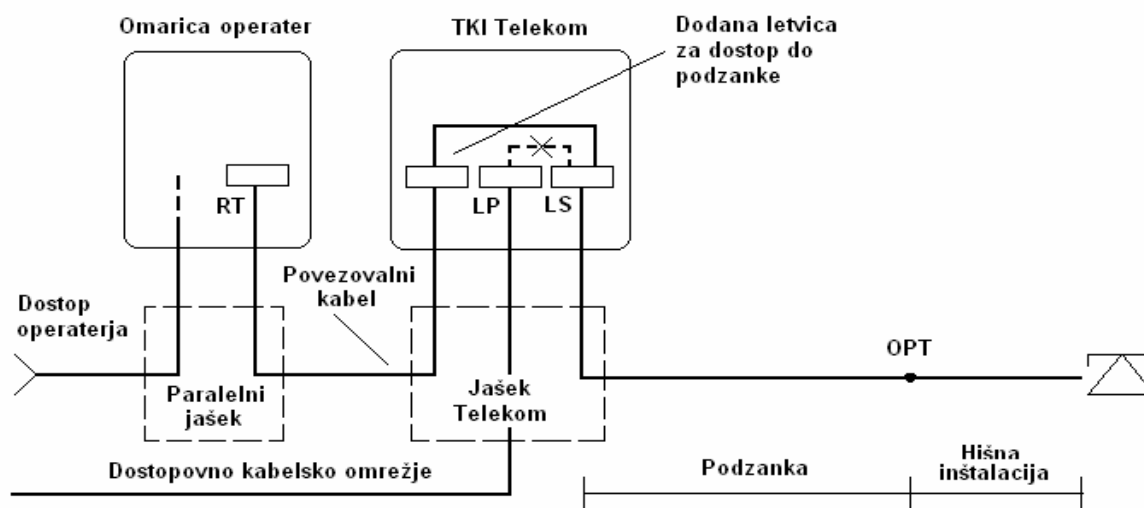 Omarica operater
TKI Telekom
Dodana letvica
za dostop do
podzanke
RT
LP
LS
Povezovalni
kabel
Dostop
operaterja
OPT
Paralelni
jašek
Jašek
Telekom
Dostopovno kabelsko omrežje
Podzanka
Hišna
inštalacija